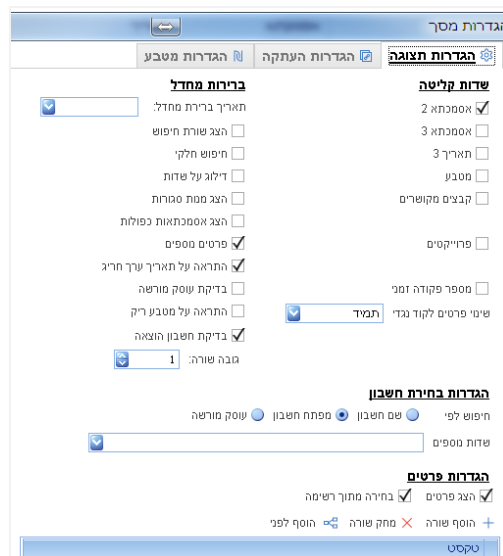 הגדרות מסך
הגדרות תצוגה הגדרות העתקה הגדרות מטבע
שדות קליטה
אסמכתא 2
אסמכתא 3
תאריך 3
מטבע
קבצים מקושרים
פרוייקטים
מספר פקודה זמני
שינוי פרטים לקוד נגדי תמיד
ברירות מחדל
תאריך ברירת מחדל:
הצג שורת חיפוש
חיפוש חלקי
דילוג על שדות
הצג מנות סגורות
הצג אסמכתאות כפולות
פרטים נוספים
התראה על תאריך ערך חריג
בדיקת עוסק מורשה
התראה על מטבע ריק
בדיקת חשבון הוצאה
גובה שורה: 1
הגדרות בחירת חשבון
חיפוש לפי שם חשבון מפתח חשבון עוסק מורשה
שדות נוספים
הגדרות פרטים
הצג פרטים בחירה מתוך רשימה
הוסף שורה מחק שורה הוסף לפני
טקסט